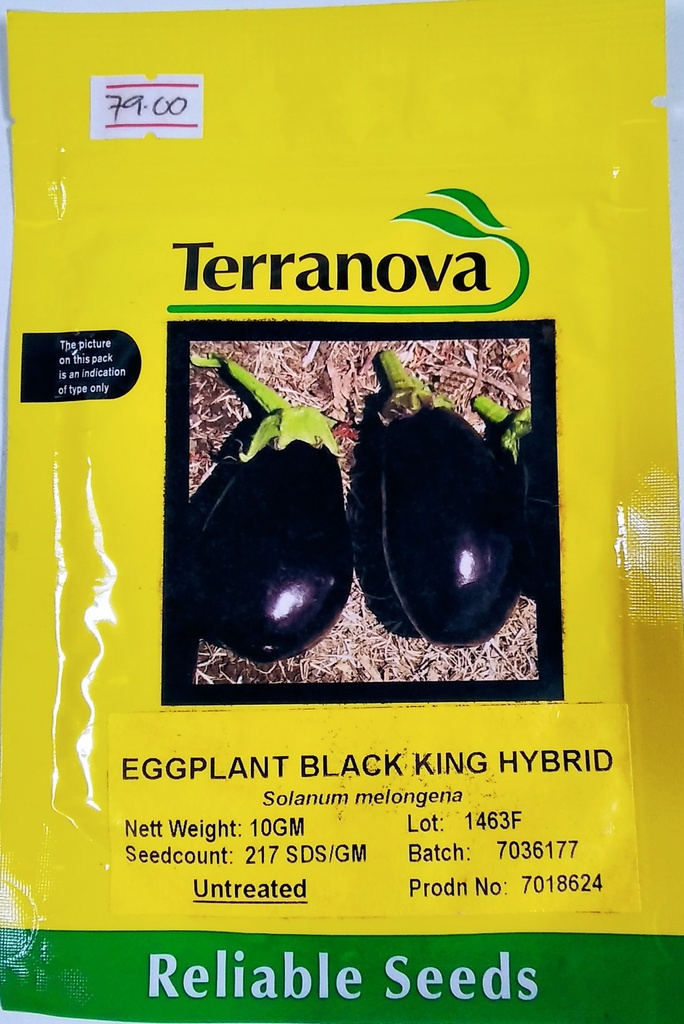 79.00
Terranova
The picture
on this pack
is an indication
of type only
EGGPLANT BLACK KING HYBRID
Solanum melongena
Nett Weight: 10GM Lot: 1463F
Seedcount: 217 SDS/GM Batch: 7036177
Untreated Prodn No: 7018624
Reliable Seeds